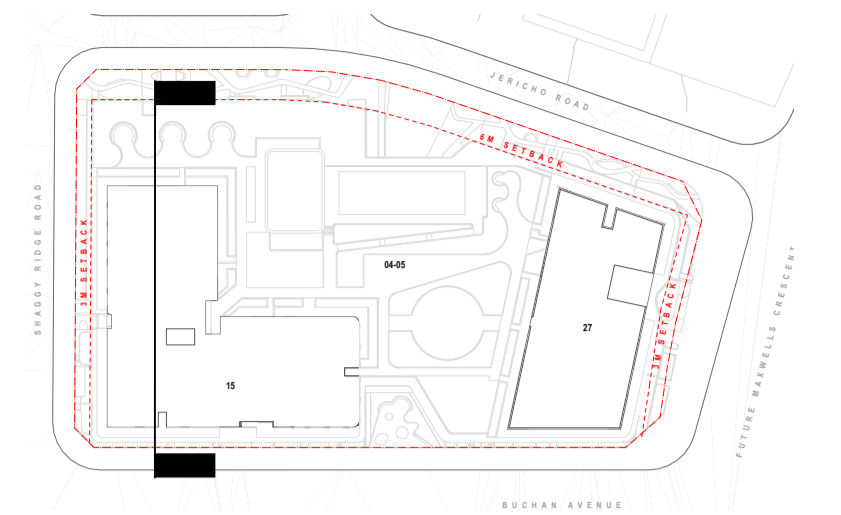 JERICHO ROAD
6M SETBACK
SHAGGY RIDGE ROAD
3M SETBACK
04-05
27
3M SETBACK
FUTURE MAXWELLS CRESCENT
15
BUCHAN AVENUE